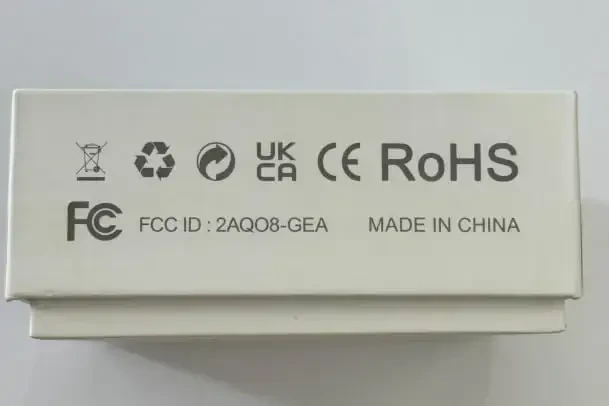 UK CA CE RoHS
FC FCC ID : 2AQO8-GEA MADE IN CHINA